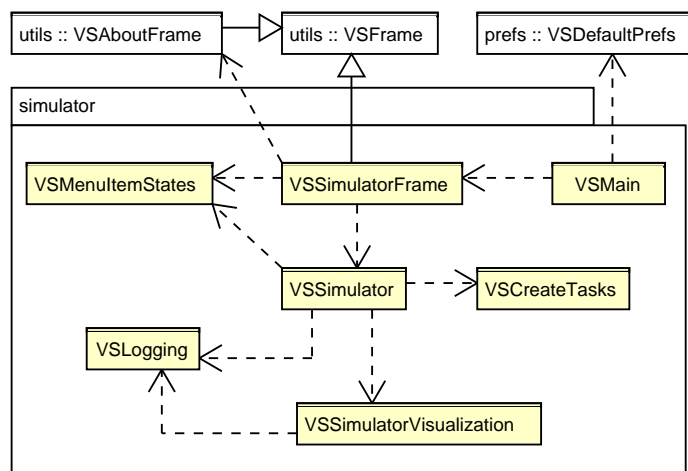 utils :: VSAboutFrame
utils :: VSFrame
prefs :: VSDefaultPrefs
simulator
VSMenuItemStates
VSSimulatorFrame
VSMain
VSSimulator
VSCreateTasks
VSLogging
VSSimulatorVisualization